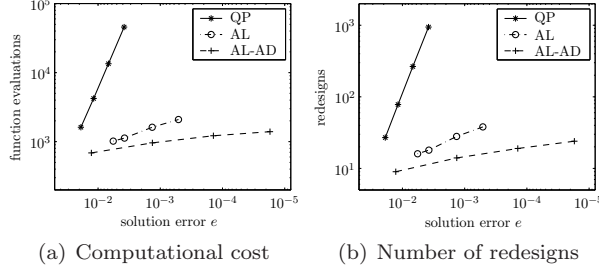 QP
AL
AL-AD
10^5
10^4
10^3
function evaluations
10^-2
10^-3
10^-4
10^-5
solution error e
(a) Computational cost
QP
AL
AL-AD
10^3
10^2
10^1
redesigns
10^-2
10^-3
10^-4
10^-5
solution error e
(b) Number of redesigns